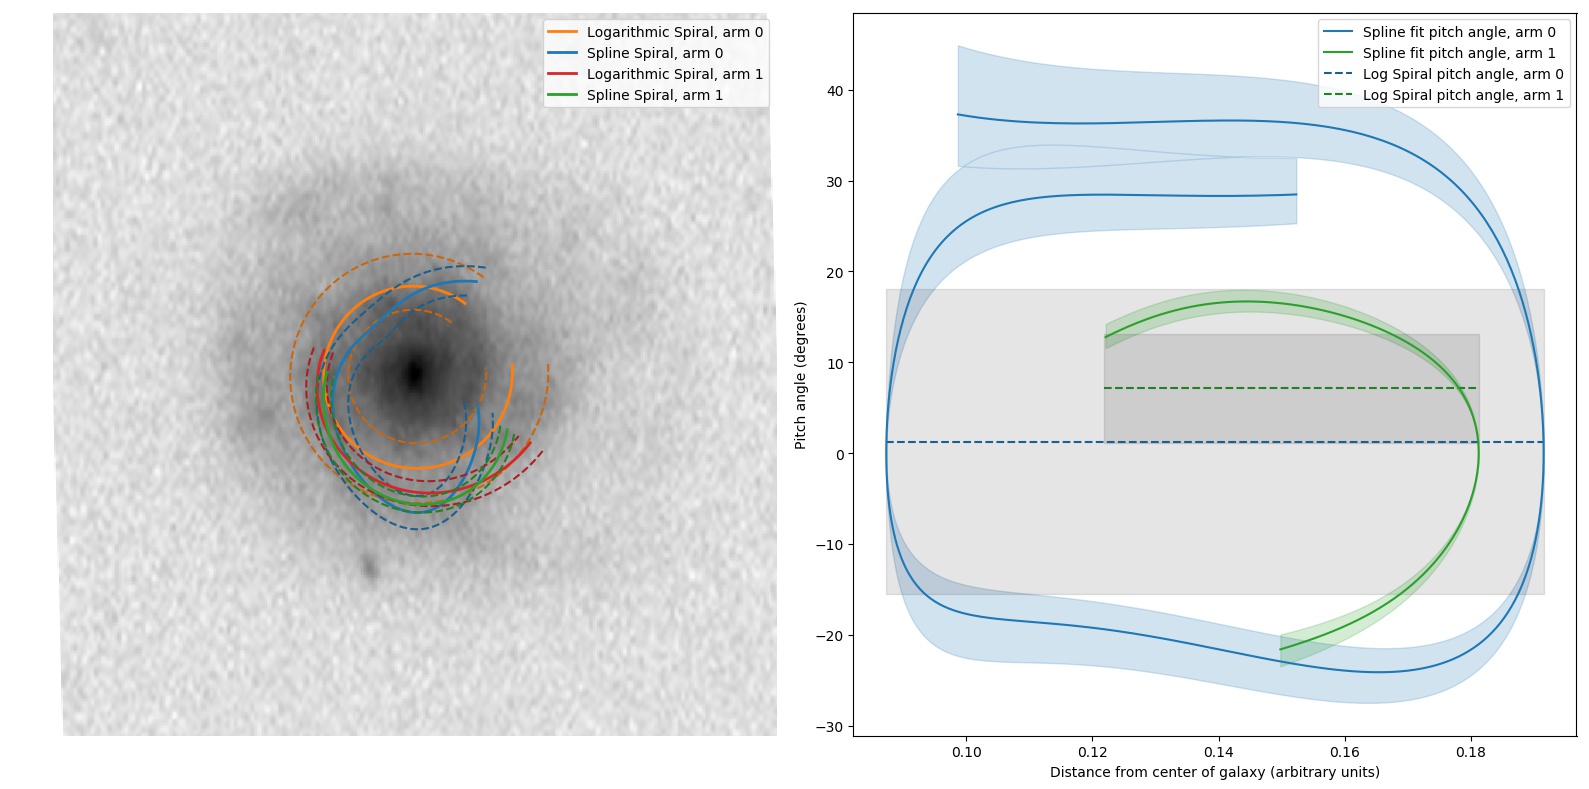 Logarithmic Spiral, arm 0
Spline Spiral, arm 0
Logarithmic Spiral, arm 1
Spline Spiral, arm 1
Spline fit pitch angle, arm 0
Spline fit pitch angle, arm 1
Log Spiral pitch angle, arm 0
Log Spiral pitch angle, arm 1
Pitch angle (degrees)
40
30
20
10
0
−10
−20
−30
0.10 0.12 0.14 0.16 0.18
Distance from center of galaxy (arbitrary units)